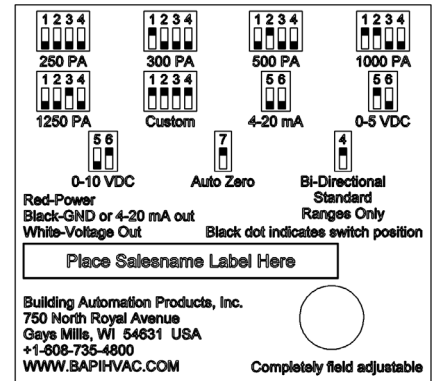 1 2 3 4 1 2 3 4 1 2 3 4 1 2 3 4
250 PA 300 PA 500 PA 1000 PA
1 2 3 4 1 2 3 4 5 6 5 6
1250 PA Custom 4-20 mA 0-5 VDC
5 6 7 4
0-10 VDC Auto Zero Bi-Directional
Standard
Ranges Only
Red-Power
Black-GND or 4-20 mA out
White-Voltage Out Black dot indicates switch position
Place Salesname Label Here
Building Automation Products, Inc.
750 North Royal Avenue
Gays Mills, WI 54631 USA
+1-608-735-4800
WWW.BAPIHVAC.COM Completely field adjustable